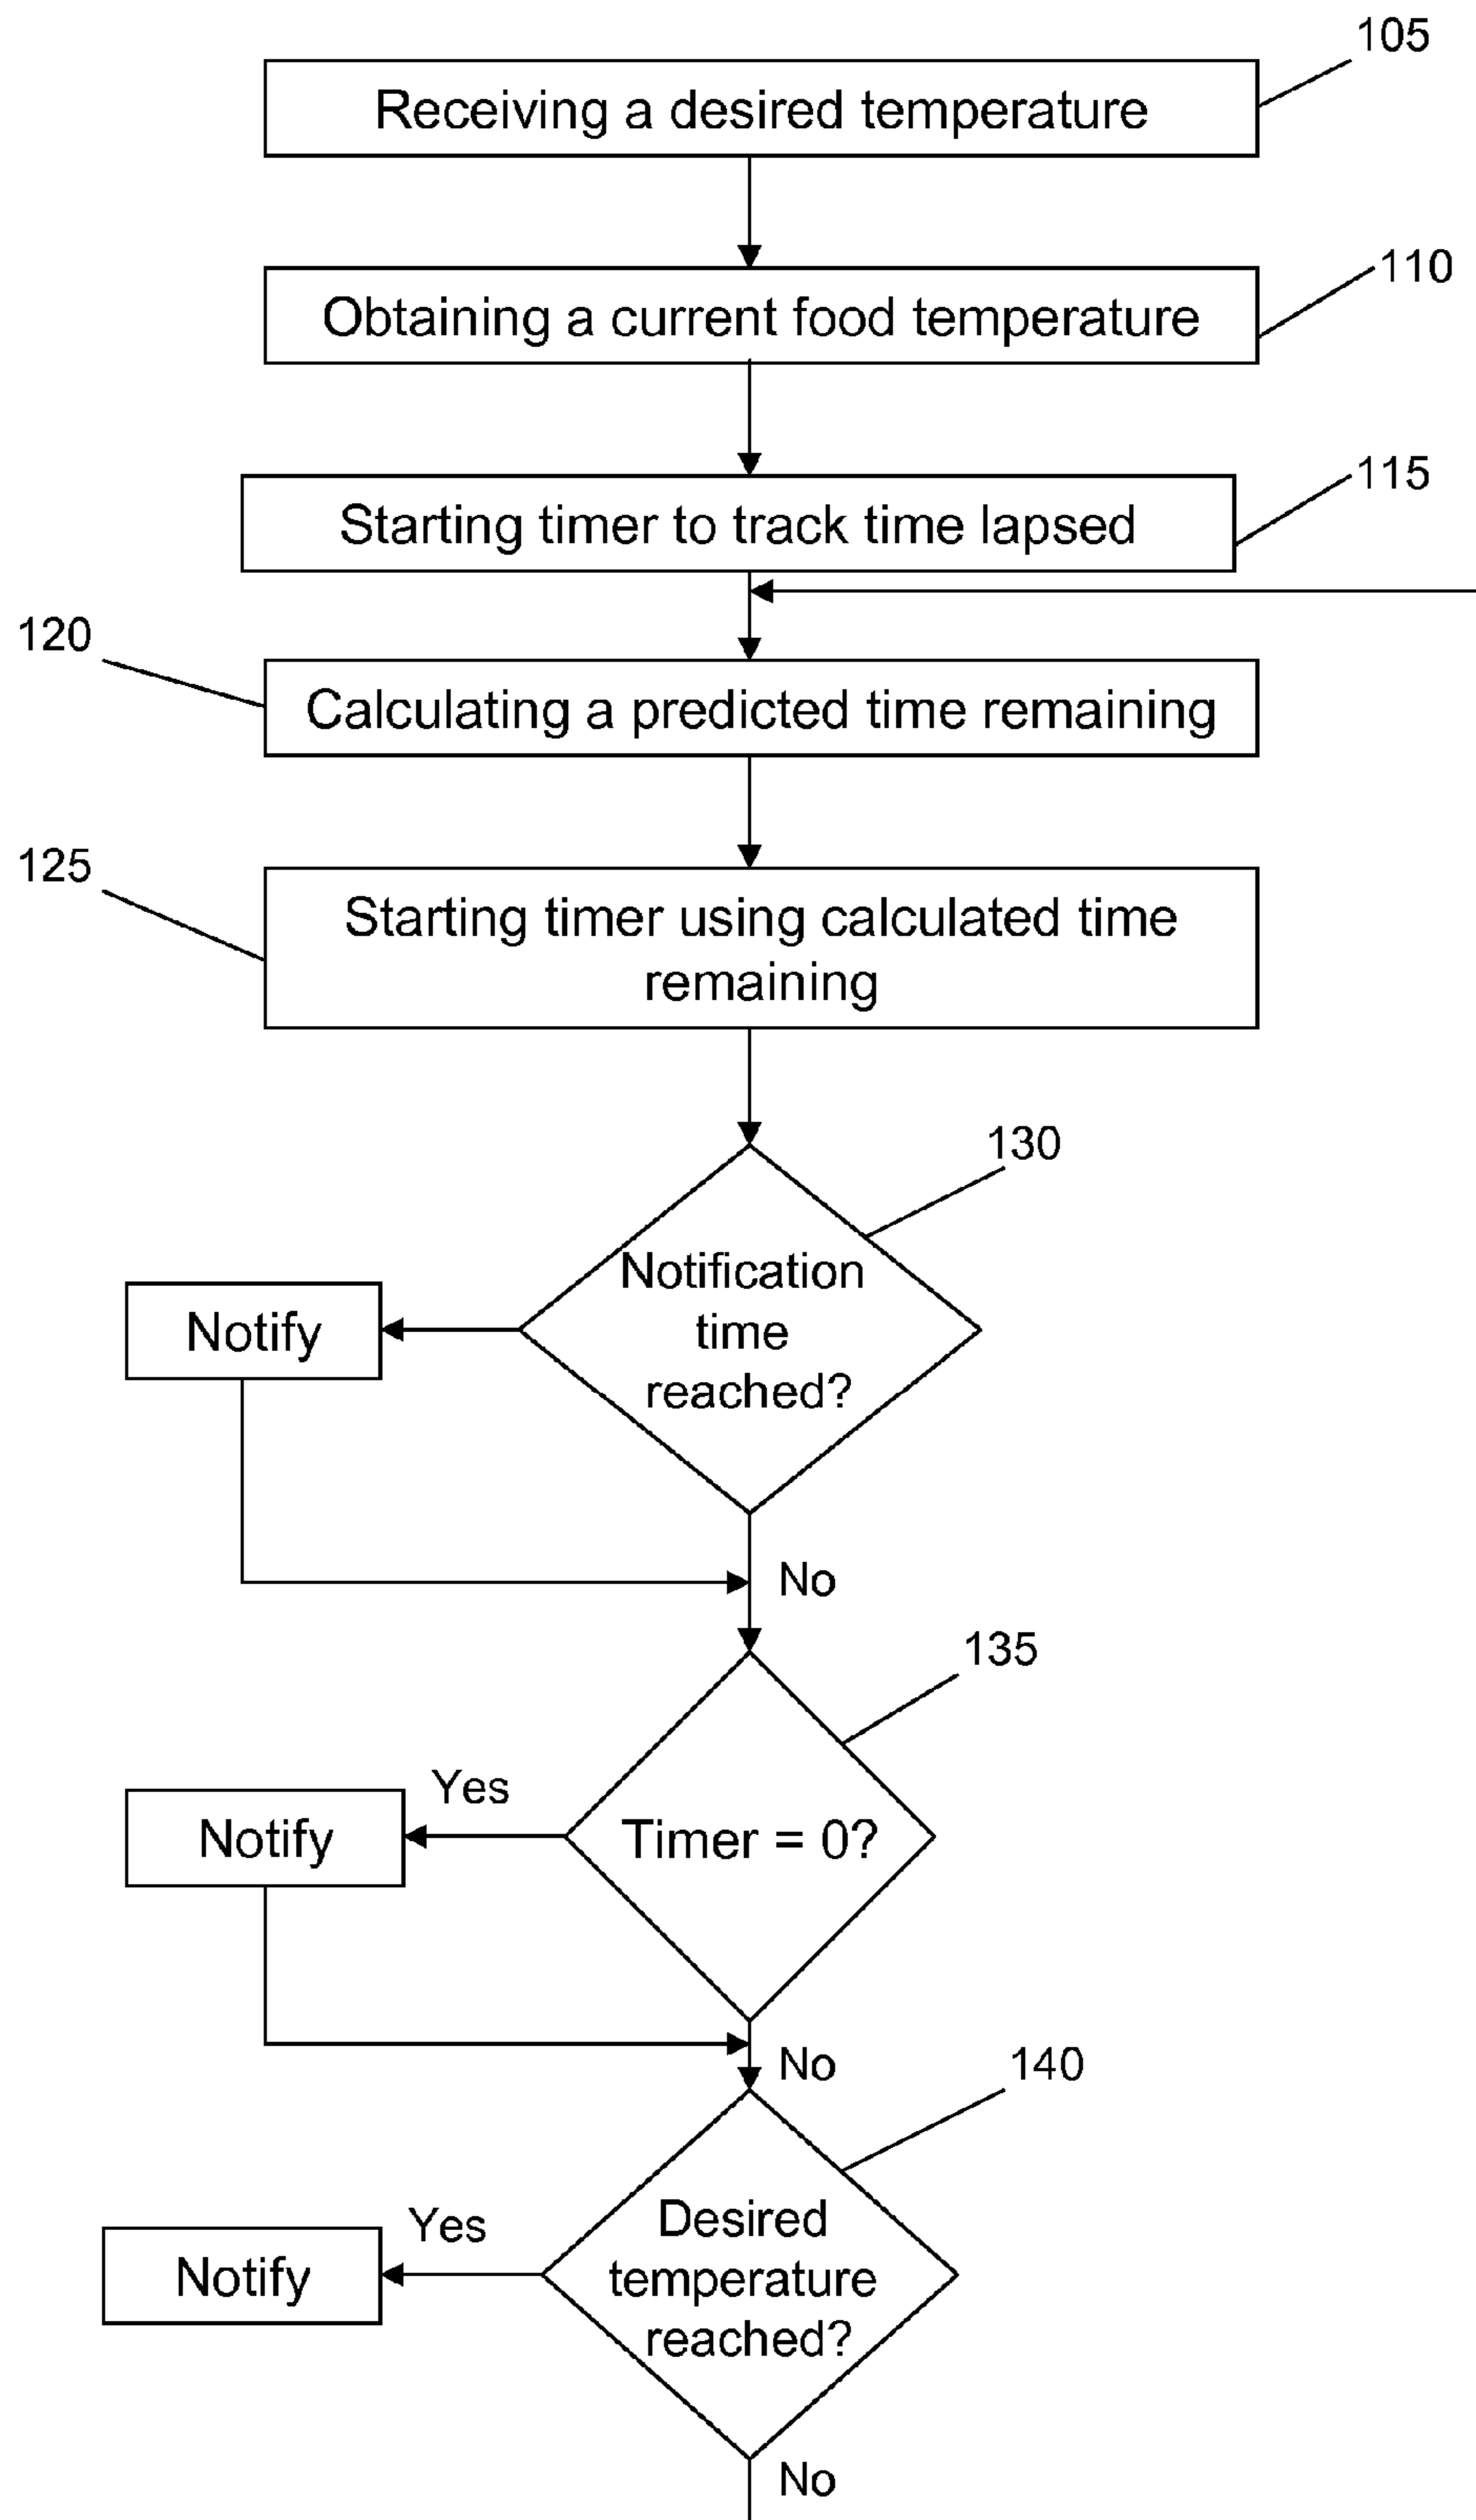 105
Receiving a desired temperature
110
Obtaining a current food temperature
115
Starting timer to track time lapsed
120
Calculating a predicted time remaining
125
Starting timer using calculated time
remaining
130
Notification
time
reached?
Notify
No
135
Yes
Notify
Timer = 0?
No
140
Yes
Notify
Desired
temperature
reached?
No